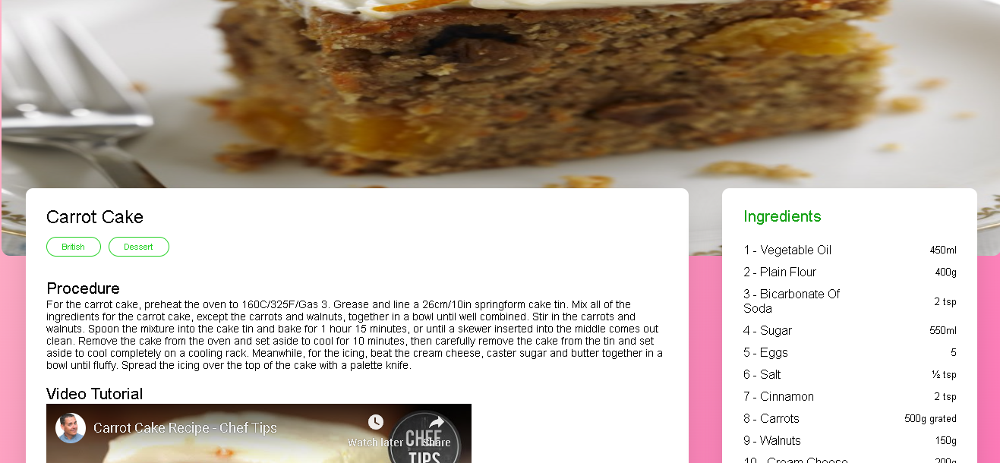 Carrot Cake
British
Dessert
Procedure
For the carrot cake, preheat the oven to 160C/325F/Gas 3. Grease and line a 26cm/10in springform cake tin. Mix all of the
ingredients for the carrot cake, except the carrots and walnuts, together in a bowl until well combined. Stir in the carrots and
walnuts. Spoon the mixture into the cake tin and bake for 1 hour 15 minutes, or until a skewer inserted into the middle comes out
clean. Remove the cake from the oven and set aside to cool for 10 minutes, then carefully remove the cake from the tin and set
aside to cool completely on a cooling rack. Meanwhile, for the icing, beat the cream cheese, caster sugar and butter together in a
bowl until fluffy. Spread the icing over the top of the cake with a palette knife.
Video Tutorial
Carrot Cake Recipe - Chef Tips
Watch later
Share
CHEF
TIPS
Ingredients
1 - Vegetable Oil 450ml
2 - Plain Flour 400g
3 - Bicarbonate Of
Soda 2 tsp
4 - Sugar 550ml
5 - Eggs 5
6 - Salt ½ tsp
7 - Cinnamon 2 tsp
8 - Carrots 500g grated
9 - Walnuts 150g
10 - Cream Cheese 200g